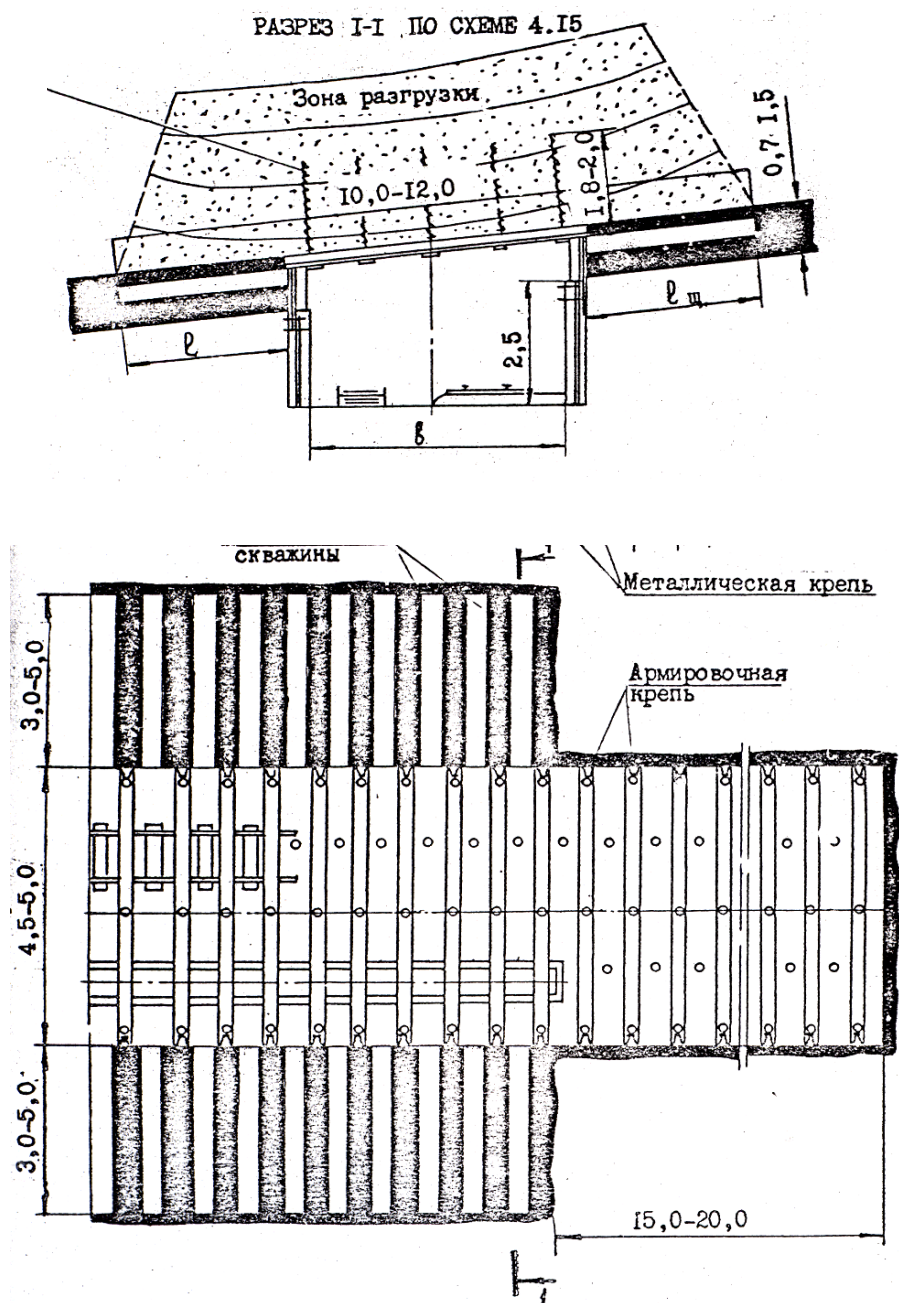 РАЗРЕЗ I-I ПО СХЕМЕ 4.I5
Зона разгрузки
I0,0-I2,0
I,8-2,0
0,7 I,5
ℓ
ℓ щ
2,5
в
скважины
Металлическая крепь
Армировочная
крепь
3,0-5,0
4,5-5,0
3,0-5,0
I5,0-20,0